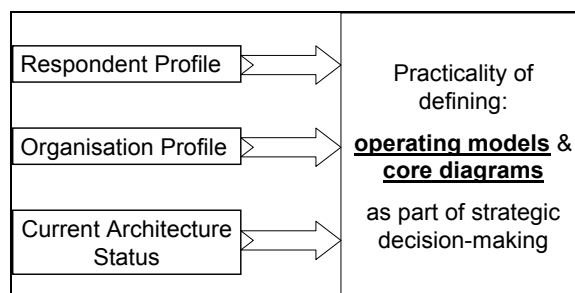 Respondent Profile
Organisation Profile
Current Architecture
Status
Practicality of
defining:
operating models &
core diagrams
as part of strategic
decision-making